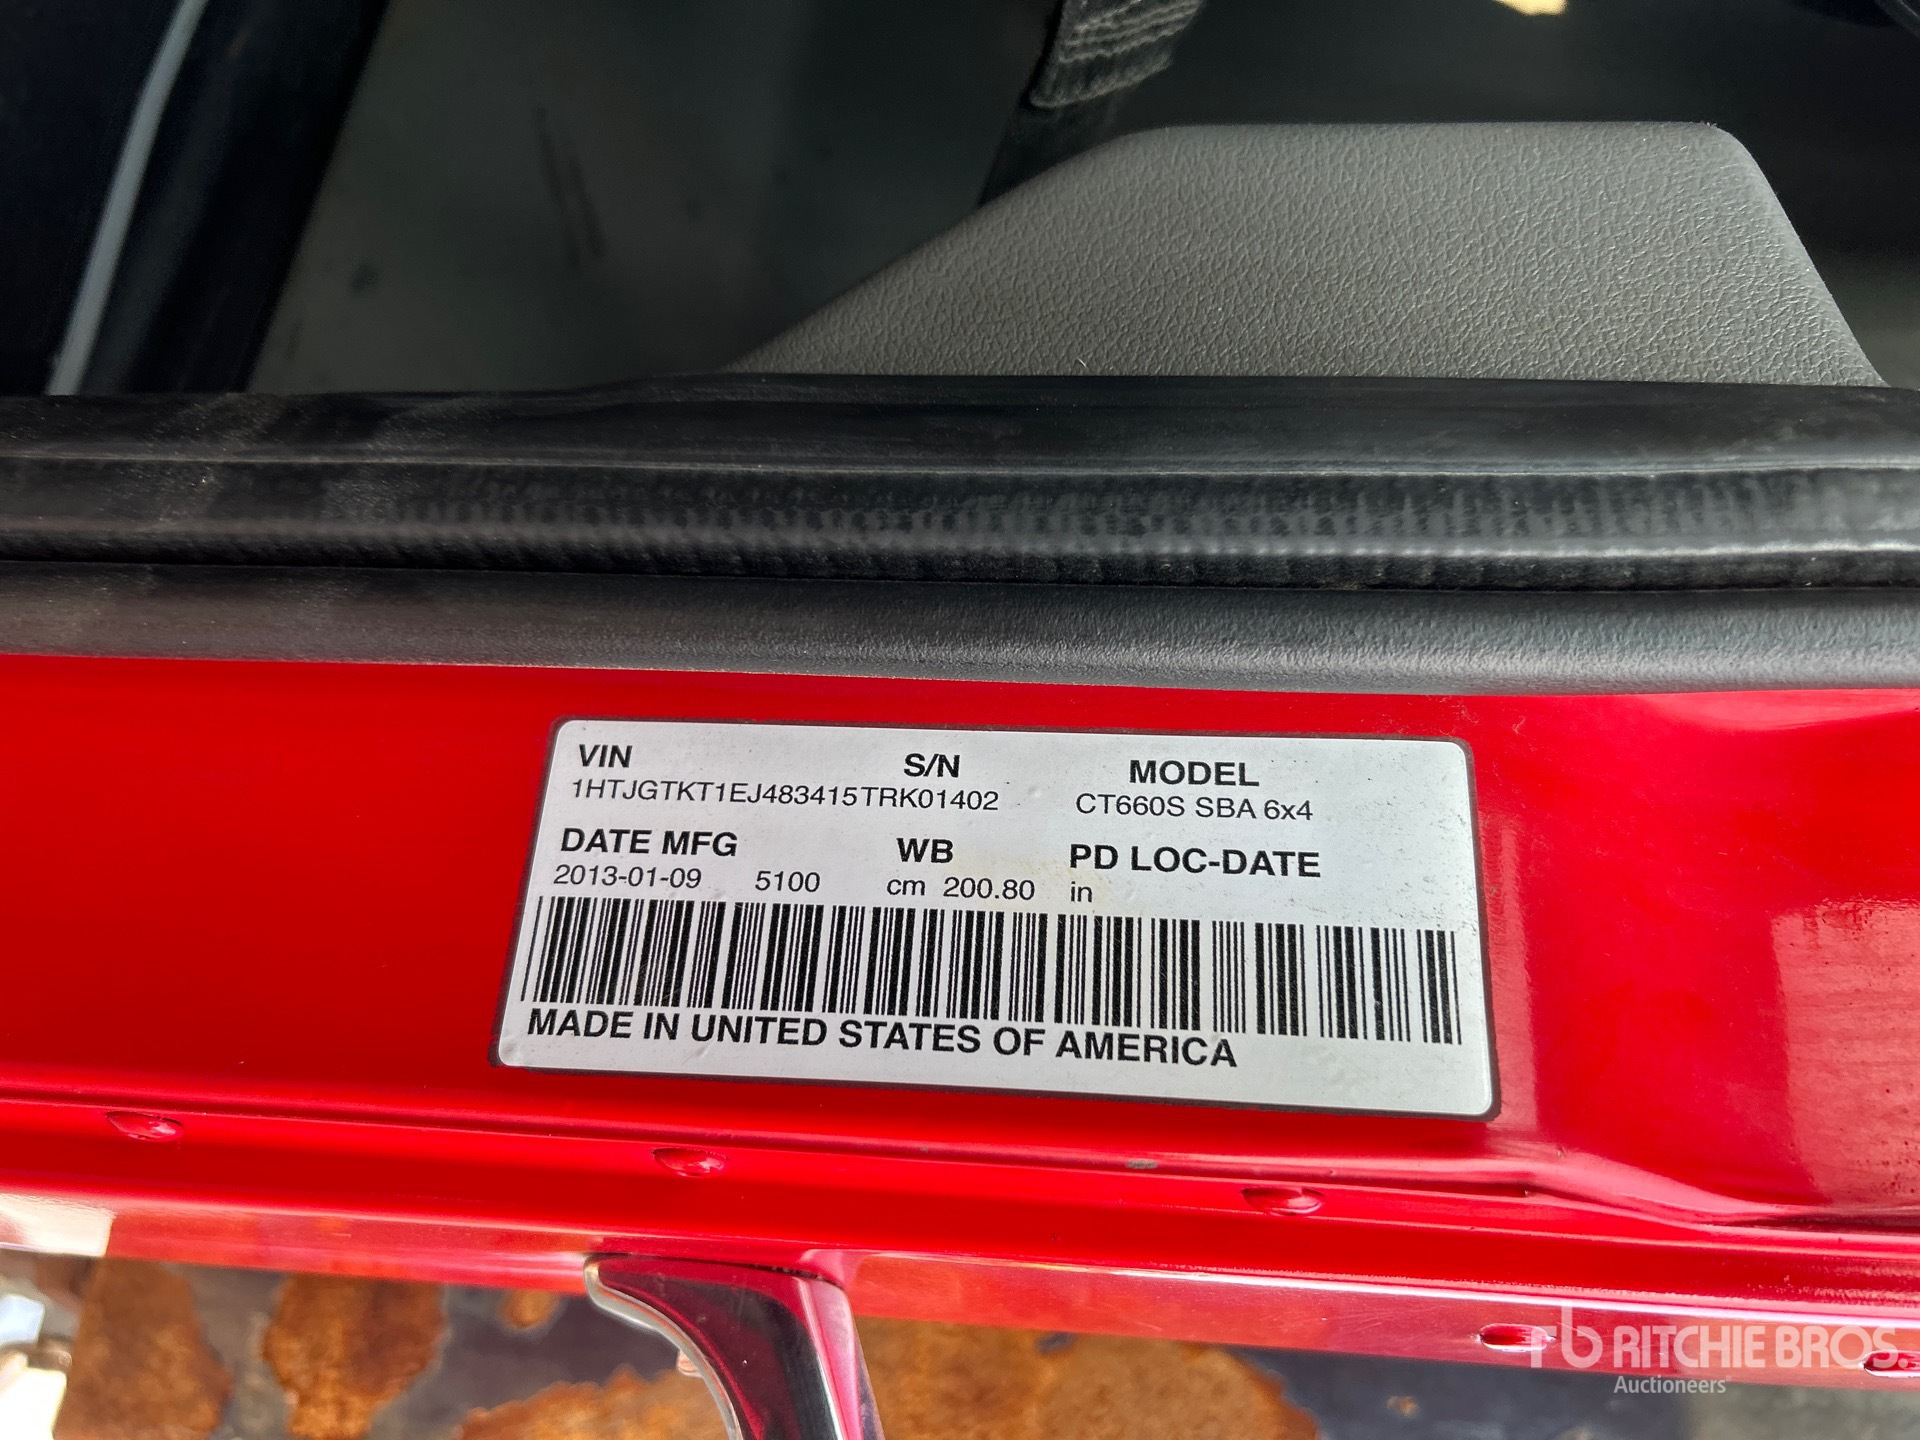 VIN S/N MODEL
1HTJGTKT1EJ483415TRK01402 CT660S SBA 6x4
DATE MFG WB PD LOC-DATE
2013-01-09 5100 cm 200.80 in
MADE IN UNITED STATES OF AMERICA
rb RITCHIE BROS.
Auctioneers